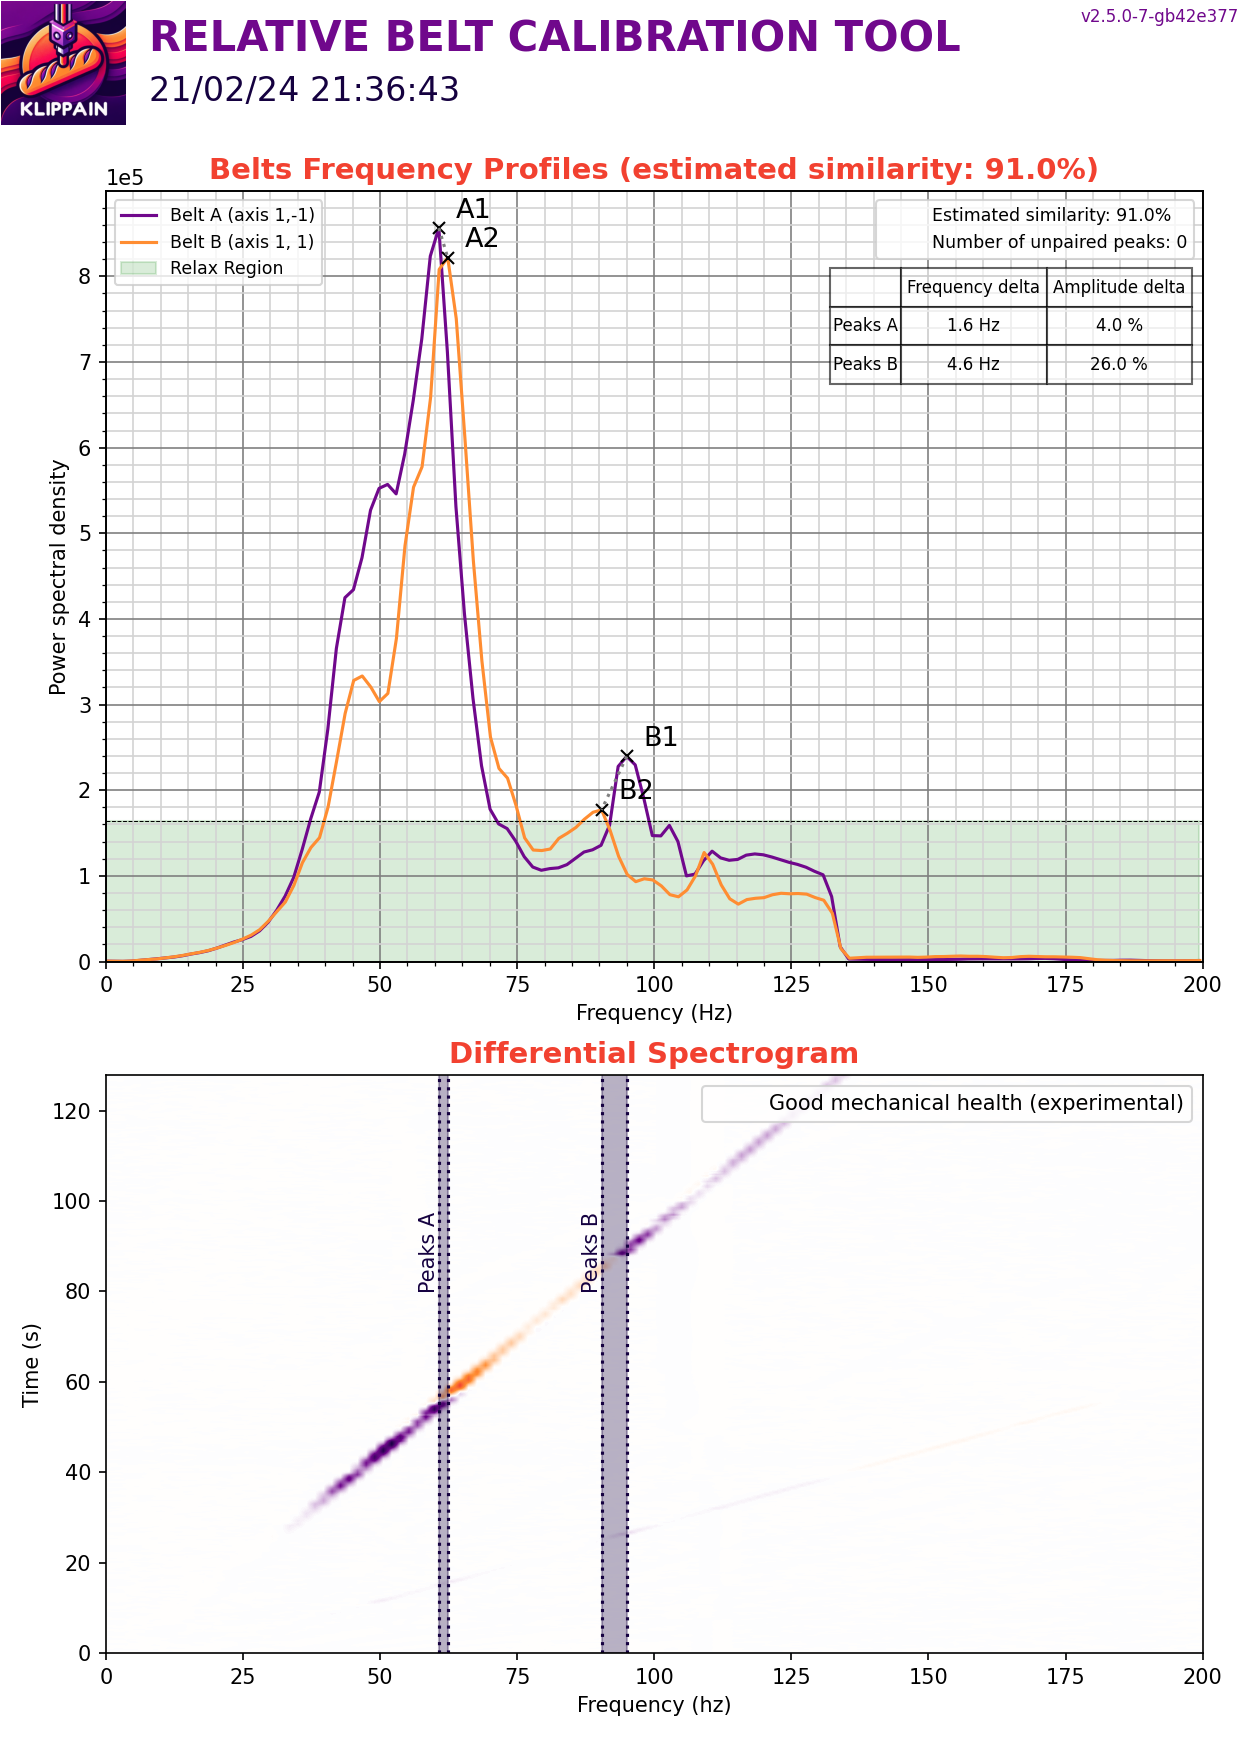 v2.5.0-7-gb42e377
RELATIVE BELT CALIBRATION TOOL
21/02/24 21:36:43
KLIPPAIN
Belts Frequency Profiles (estimated similarity: 91.0%)
1e5
Belt A (axis 1,-1)
Belt B (axis 1, 1)
Relax Region
A1
A2
Estimated similarity: 91.0%
Number of unpaired peaks: 0
Frequency delta Amplitude delta
Peaks A 1.6 Hz 4.0 %
Peaks B 4.6 Hz 26.0 %
B1
B2
8
7
6
5
4
3
2
1
0
Power spectral density
0 25 50 75 100 125 150 175 200
Frequency (Hz)
Differential Spectrogram
Good mechanical health (experimental)
Peaks A
Peaks B
120
100
80
60
40
20
0
Time (s)
0 25 50 75 100 125 150 175 200
Frequency (hz)